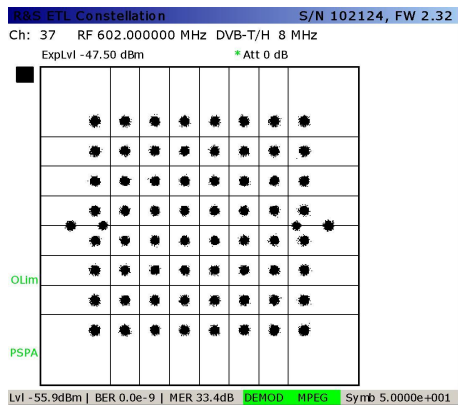 R&S ETL Constellation S/N 102124, FW 2.32
Ch: 37 RF 602.000000 MHz DVB-T/H 8 MHz
ExpLvl -47.50 dBm * Att 0 dB
OLim
PSPA
Lvl -55.9dBm | BER 0.0e-9 | MER 33.4dB DEMOD MPEG Symb 5.0000e+001